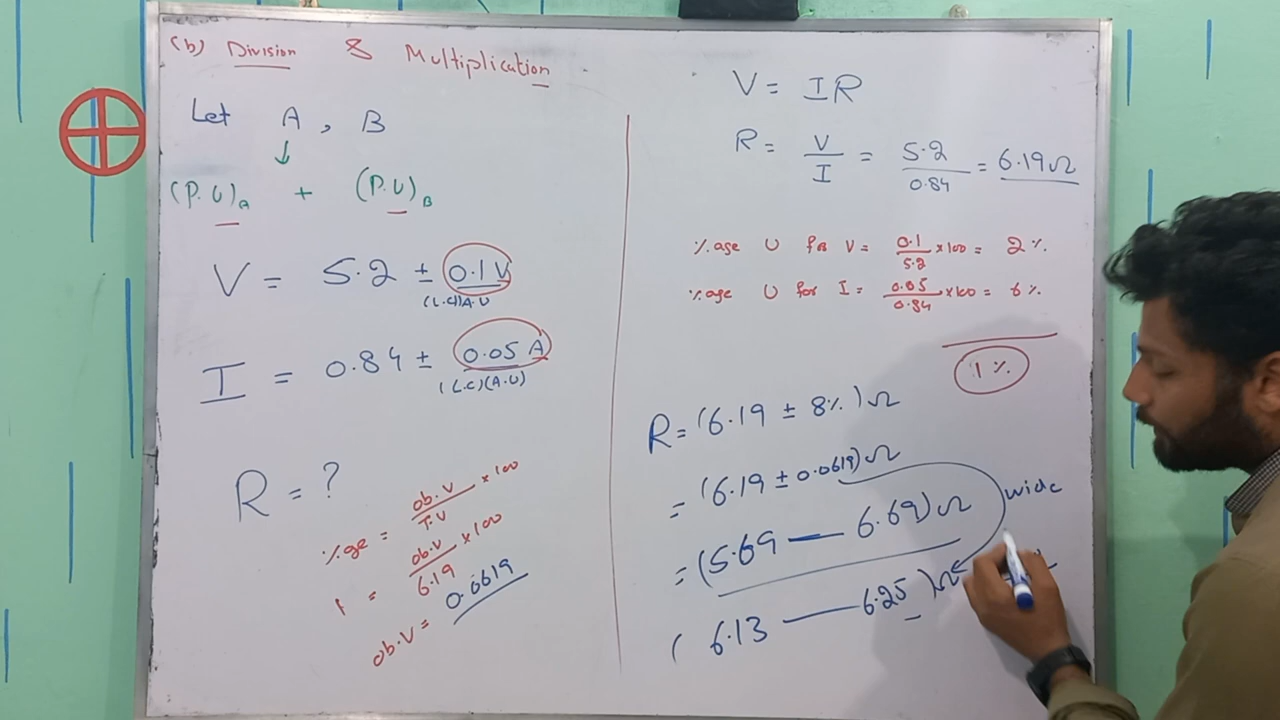 (b) Division & Multiplication
Let A , B
↓
(P.U)A + (P.U)B
V = 5.2 ± 0.1 V
(L.C)(A.U
I = 0.84 ± 0.05 A
(L.C)(A.U)
R = ?
%ge = ob.V / T.V × 100
1 = ob.V / 6.19 × 100
ob.V = 0.0619
V = IR
R = V / I = 5.2 / 0.84 = 6.19 Ω
%age U for V = 0.1 / 5.2 × 100 = 2 %.
%age U for I = 0.05 / 0.84 × 100 = 6 %.
1 %
R = (6.19 ± 8%) Ω
= (6.19 ± 0.0619) Ω
= (5.69 — 6.69) Ω wide
( 6.13 — 6.25 ) Ω